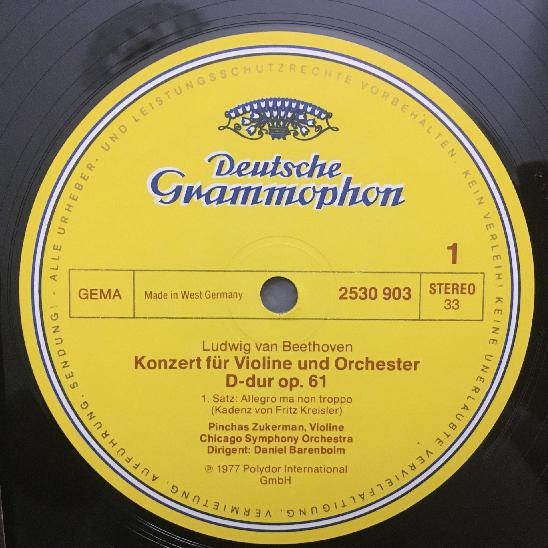 Deutsche
Grammophon
1
GEMA
Made in West Germany
2530 903
STEREO
33
Ludwig van Beethoven
Konzert für Violine und Orchester
D-dur op. 61
1. Satz: Allegro ma non troppo
(Kadenz von Fritz Kreisler)
Pinchas Zukerman, Violine
Chicago Symphony Orchestra
Dirigent: Daniel Barenboim
℗ 1977 Polydor International
GmbH
ALLE URHEBER- UND LEISTUNGSSCHUTZRECHTE VORBEHALTEN. KEIN VERLEIH! KEINE UNERLAUBTE VERVIELFÄLTIGUNG, VERMIETUNG, AUFFÜHRUNG, SENDUNG! -